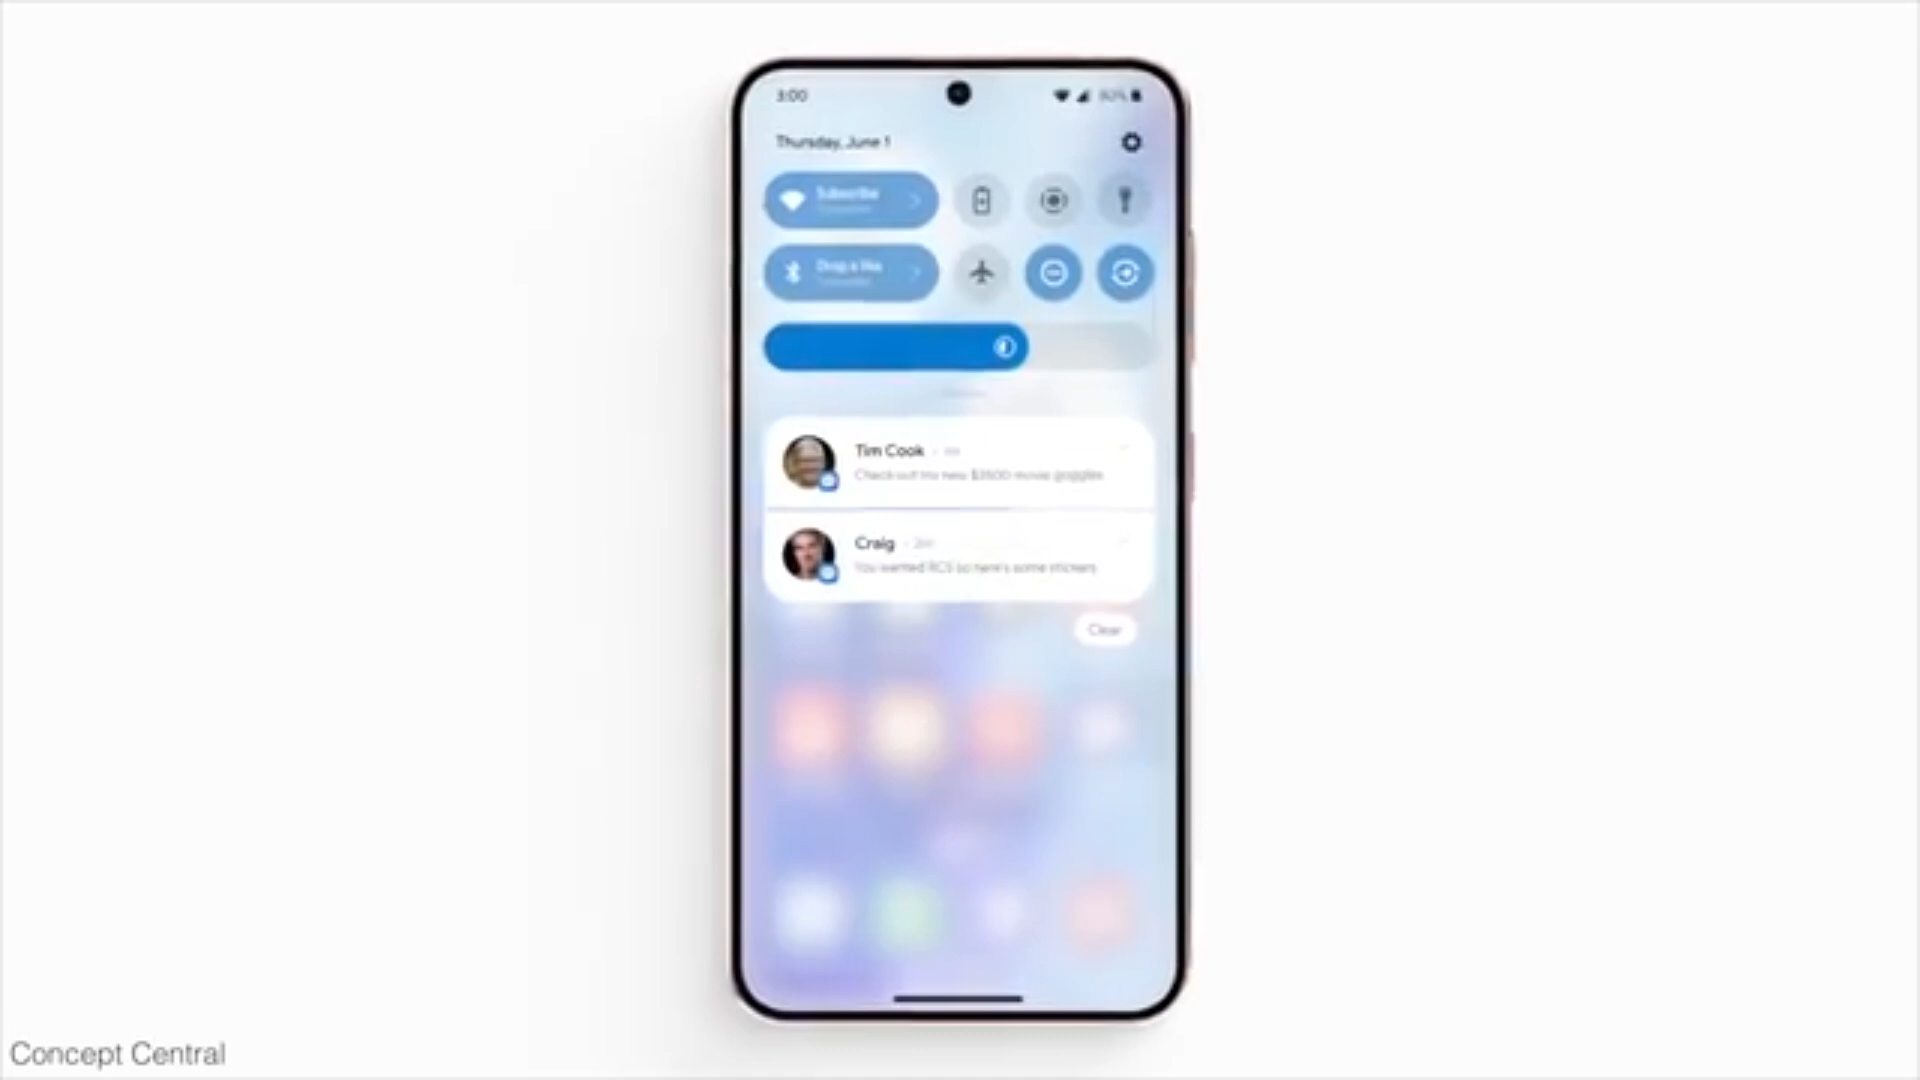 3:00
80%
Thursday, June 1
Subscribe
Drop a like
Tim Cook
Check out my new $3500 movie goggles
Craig
You wanted RCS so here's some stickers
Clear
Concept Central